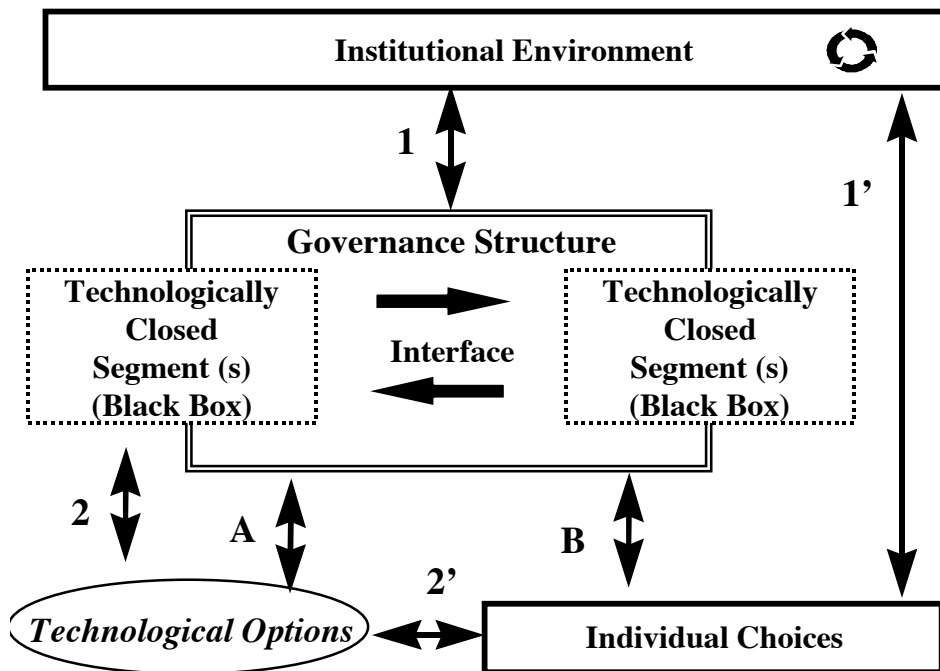 Institutional Environment
1
1’
Governance Structure
Technologically
Closed
Segment (s)
(Black Box)
Interface
Technologically
Closed
Segment (s)
(Black Box)
2
A
B
2’
Technological Options
Individual Choices